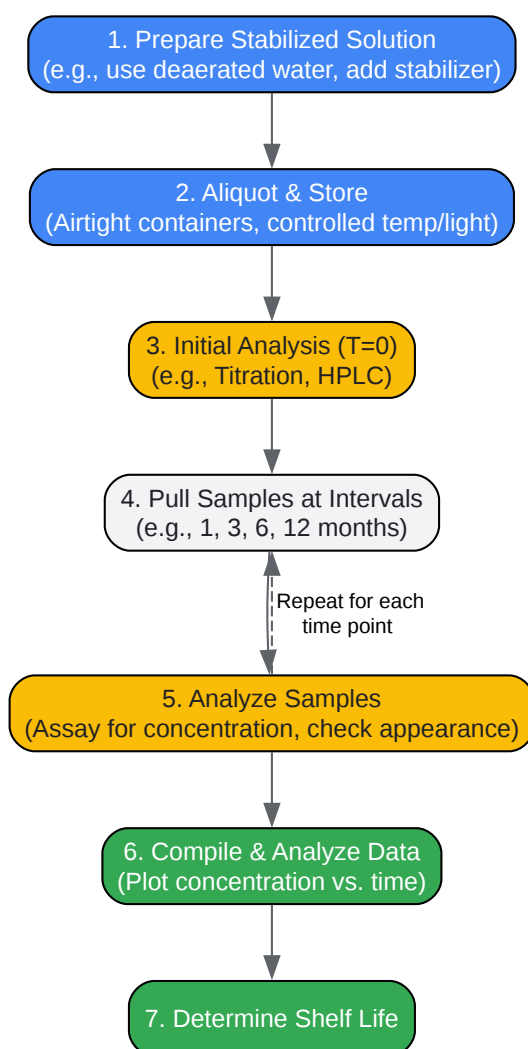 1. Prepare Stabilized Solution
(e.g., use deaerated water, add stabilizer)
2. Aliquot & Store
(Airtight containers, controlled temp/light)
3. Initial Analysis (T=0)
(e.g., Titration, HPLC)
4. Pull Samples at Intervals
(e.g., 1, 3, 6, 12 months)
Repeat for each
time point
5. Analyze Samples
(Assay for concentration, check appearance)
6. Compile & Analyze Data
(Plot concentration vs. time)
7. Determine Shelf Life